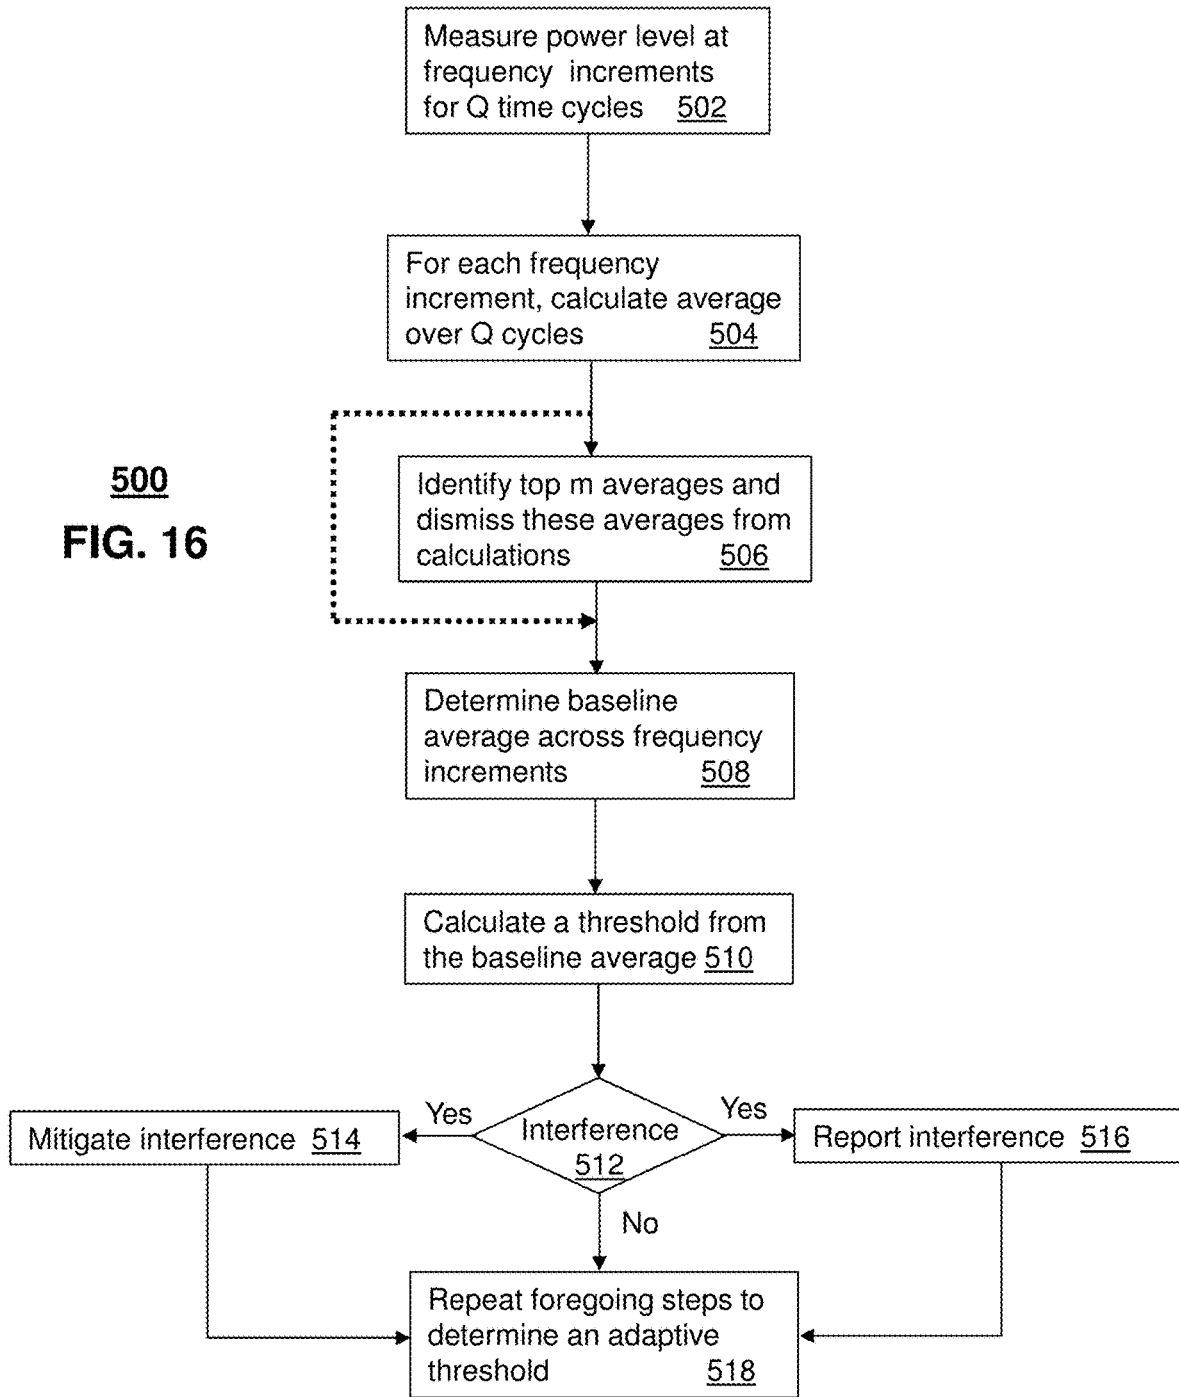 Measure power level at
frequency increments
for Q time cycles 502
For each frequency
increment, calculate average
over Q cycles 504
500
FIG. 16
Identify top m averages and
dismiss these averages from
calculations 506
Determine baseline
average across frequency
increments 508
Calculate a threshold from
the baseline average 510
Mitigate interference 514
Yes
Interference
512
Yes
Report interference 516
No
Repeat foregoing steps to
determine an adaptive
threshold 518